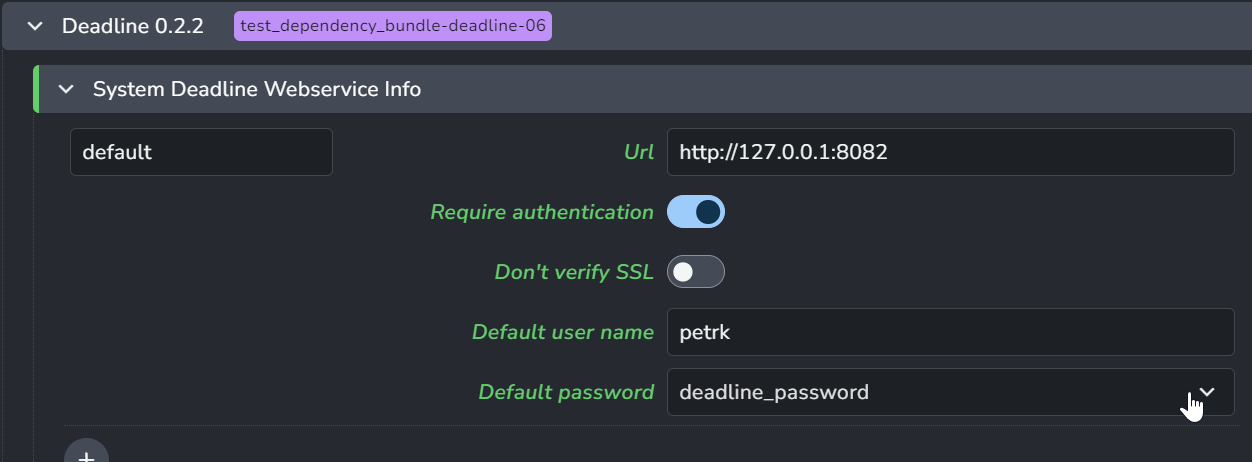 Deadline 0.2.2 test_dependency_bundle-deadline-06
System Deadline Webservice Info
default Url http://127.0.0.1:8082
Require authentication
Don't verify SSL
Default user name petrk
Default password deadline_password
+